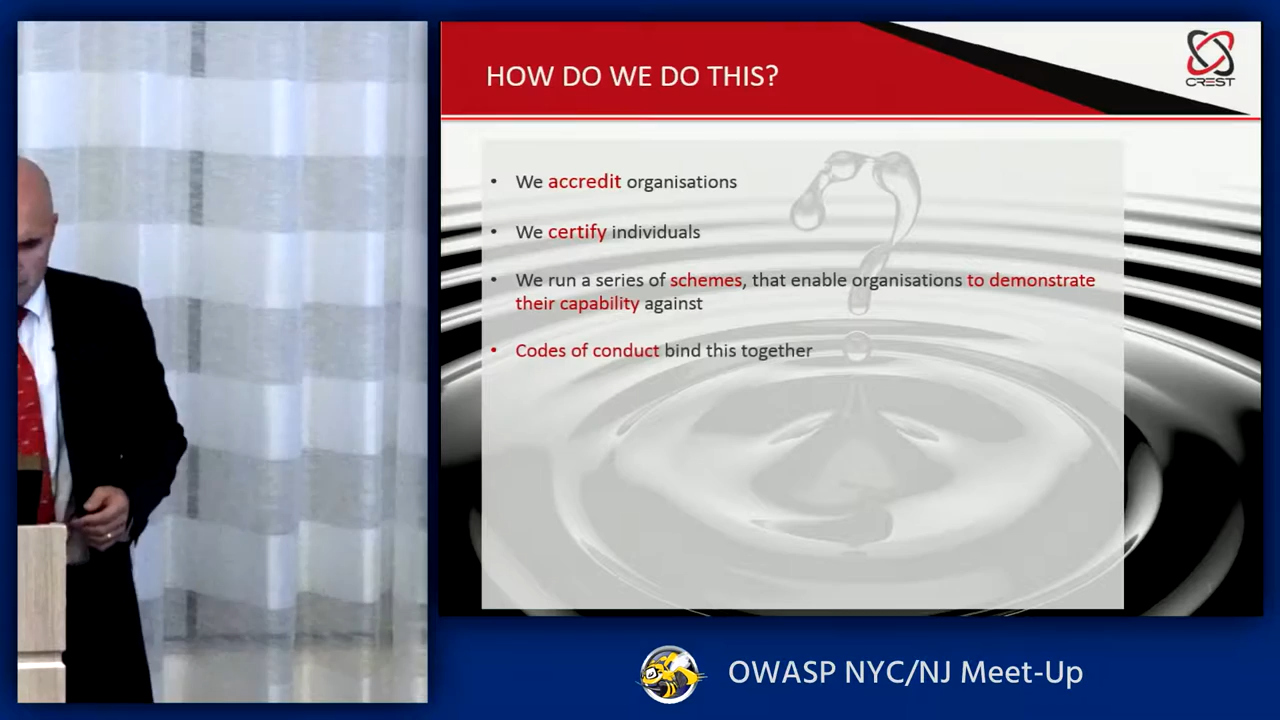 HOW DO WE DO THIS?
CREST
• We accredit organisations
• We certify individuals
• We run a series of schemes, that enable organisations to demonstrate
their capability against
• Codes of conduct bind this together
OWASP NYC/NJ Meet-Up